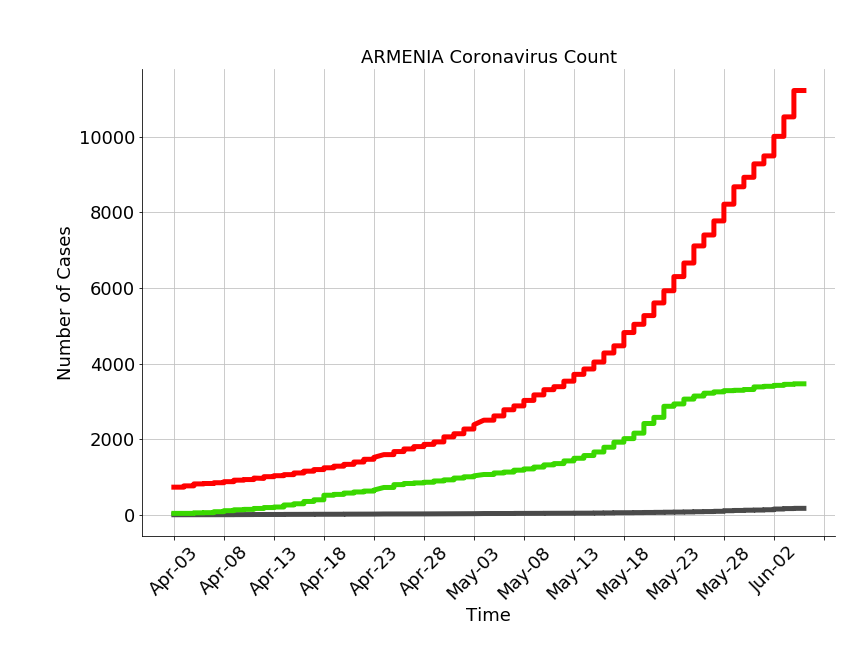 ARMENIA Coronavirus Count
10000
8000
6000
4000
2000
0
Number of Cases
Apr-03 Apr-08 Apr-13 Apr-18 Apr-23 Apr-28 May-03 May-08 May-13 May-18 May-23 May-28 Jun-02
Time